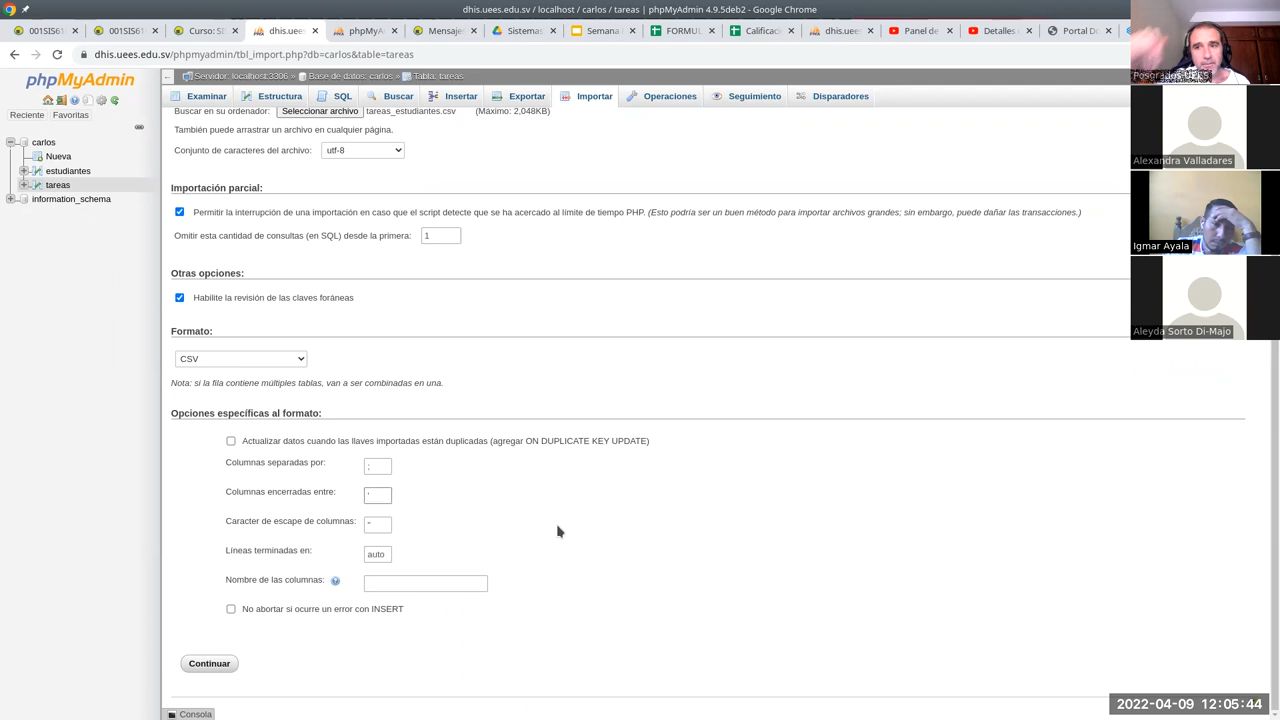 dhis.uees.edu.sv / localhost / carlos / tareas | phpMyAdmin 4.9.5deb2 - Google Chrome
001SIS6F
001SIS6
Curso: SIS
dhis.uees
phpMyA
Mensaje
Sistemas
Semana
FORMUL
Calificac
dhis.uees
Panel de
Detalles
Portal DO
dhis.uees.edu.sv/phpmyadmin/tbl_import.php?db=carlos&table=tareas
phpMyAdmin
Reciente Favoritas
carlos
Nueva
estudiantes
tareas
information_schema
Servidor: localhost:3306 » Base de datos: carlos » Tabla: tareas
Examinar Estructura SQL Buscar Insertar Exportar Importar Operaciones Seguimiento Disparadores
Buscar en su ordenador: Seleccionar archivo tareas_estudiantes.csv (Máximo: 2,048KB)
También puede arrastrar un archivo en cualquier página.
Conjunto de caracteres del archivo: utf-8
Importación parcial:
Permitir la interrupción de una importación en caso que el script detecte que se ha acercado al límite de tiempo PHP. (Esto podría ser un buen método para importar archivos grandes; sin embargo, puede dañar las transacciones.)
Omitir esta cantidad de consultas (en SQL) desde la primera: 1
Otras opciones:
Habilite la revisión de las claves foráneas
Formato:
CSV
Nota: si la fila contiene múltiples tablas, van a ser combinadas en una.
Opciones específicas al formato:
Actualizar datos cuando las llaves importadas están duplicadas (agregar ON DUPLICATE KEY UPDATE)
Columnas separadas por: ;
Columnas encerradas entre: '
Caracter de escape de columnas: "
Líneas terminadas en: auto
Nombre de las columnas:
No abortar si ocurre un error con INSERT
Continuar
Consola
Posgrados UEES
Alexandra Valladares
Igmar Ayala
Aleyda Sorto Di-Majo
2022-04-09 12:05:44